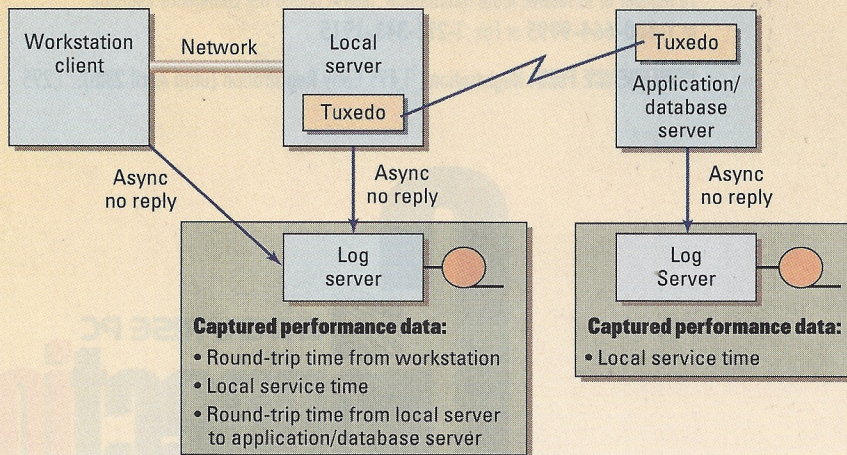 Workstation
client
Network
Local
server
Tuxedo
Tuxedo
Application/
database
server
Async
no reply
Async
no reply
Async
no reply
Log
server
Captured performance data:
• Round-trip time from workstation
• Local service time
• Round-trip time from local server
to application/database server
Log
Server
Captured performance data:
• Local service time